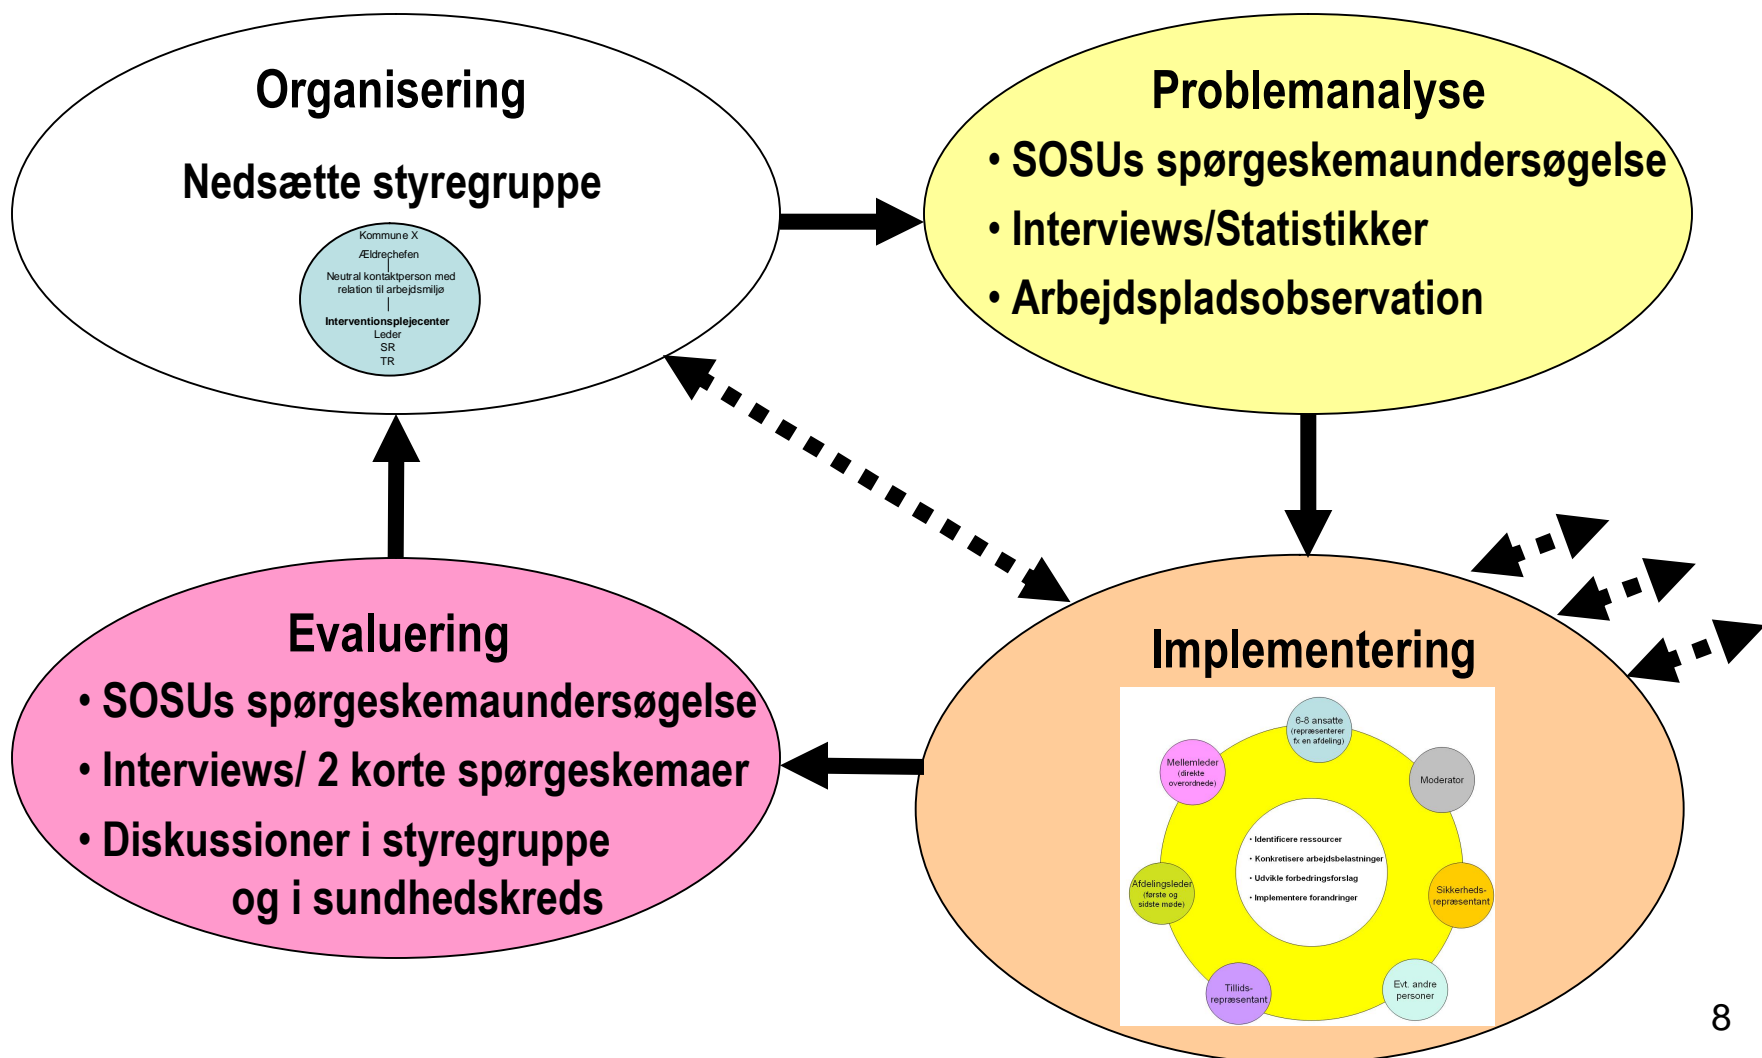 Organisering
Nedsætte styregruppe
Kommune X
Ældrechefen
Neutral kontaktperson med
relation til arbejdsmiljø
Interventionsplejecenter
Leder
SR
TR
Problemanalyse
• SOSUs spørgeskemaundersøgelse
• Interviews/Statistikker
• Arbejdspladsobservation
Evaluering
• SOSUs spørgeskemaundersøgelse
• Interviews/ 2 korte spørgeskemaer
• Diskussioner i styregruppe
og i sundhedskreds
Implementering
6-8 ansatte
(repræsenterer
fx en afdeling)
Mellemleder
(direkte
overordnede)
Moderator
• Identificere ressourcer
• Konkretisere arbejdsbelastninger
• Udvikle forbedringsforslag
• Implementere forandringer
Afdelingsleder
(første og
sidste møde)
Sikkerheds-
repræsentant
Tillids-
repræsentant
Evt. andre
personer
8